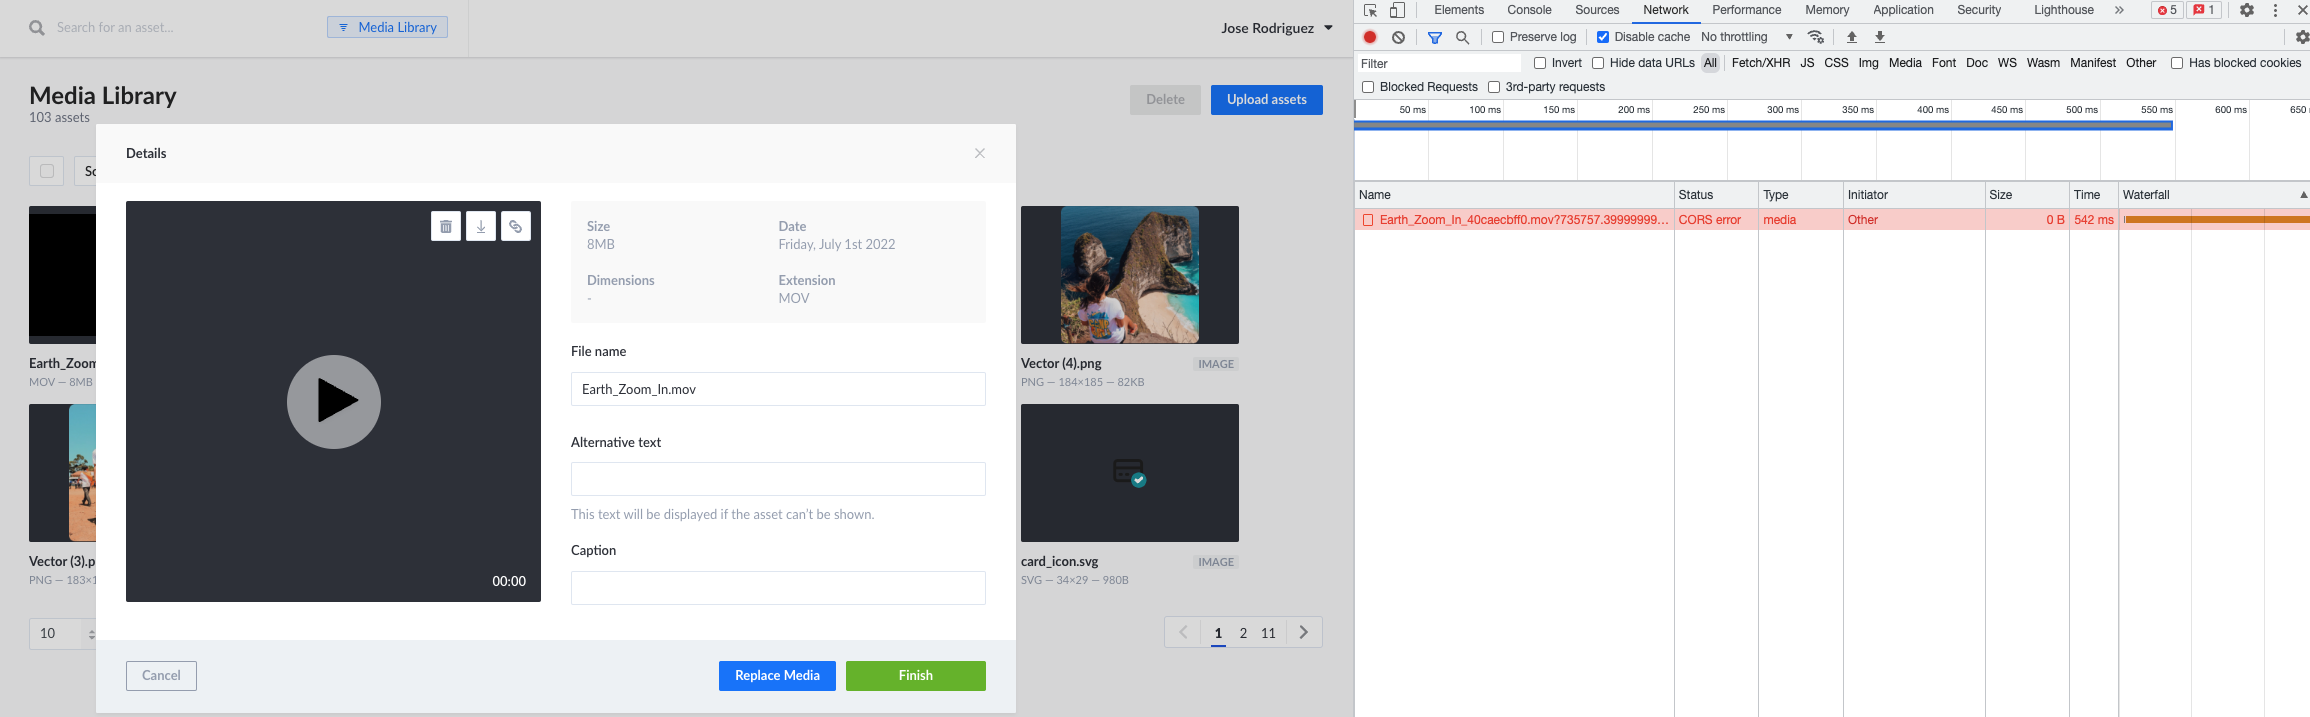 Search for an asset...
Media Library
Jose Rodriguez
Media Library
103 assets
Delete
Upload assets
Details
Size
8MB
Date
Friday, July 1st 2022
Dimensions
-
Extension
MOV
File name
Earth_Zoom_In.mov
Alternative text
This text will be displayed if the asset can't be shown.
Caption
00:00
Cancel
Replace Media
Finish
Earth_Zoom
MOV — 8MB
Vector (3).p
PNG — 183×1
10
Vector (4).png
IMAGE
PNG — 184×185 — 82KB
card_icon.svg
IMAGE
SVG — 34×29 — 980B
1 2 11
Elements Console Sources Network Performance Memory Application Security Lighthouse » 5 1
Preserve log Disable cache No throttling
Filter Invert Hide data URLs All Fetch/XHR JS CSS Img Media Font Doc WS Wasm Manifest Other Has blocked cookies
Blocked Requests 3rd-party requests
50 ms 100 ms 150 ms 200 ms 250 ms 300 ms 350 ms 400 ms 450 ms 500 ms 550 ms 600 ms 650
Name Status Type Initiator Size Time Waterfall
Earth_Zoom_In_40caecbff0.mov?735757.39999999... CORS error media Other 0 B 542 ms